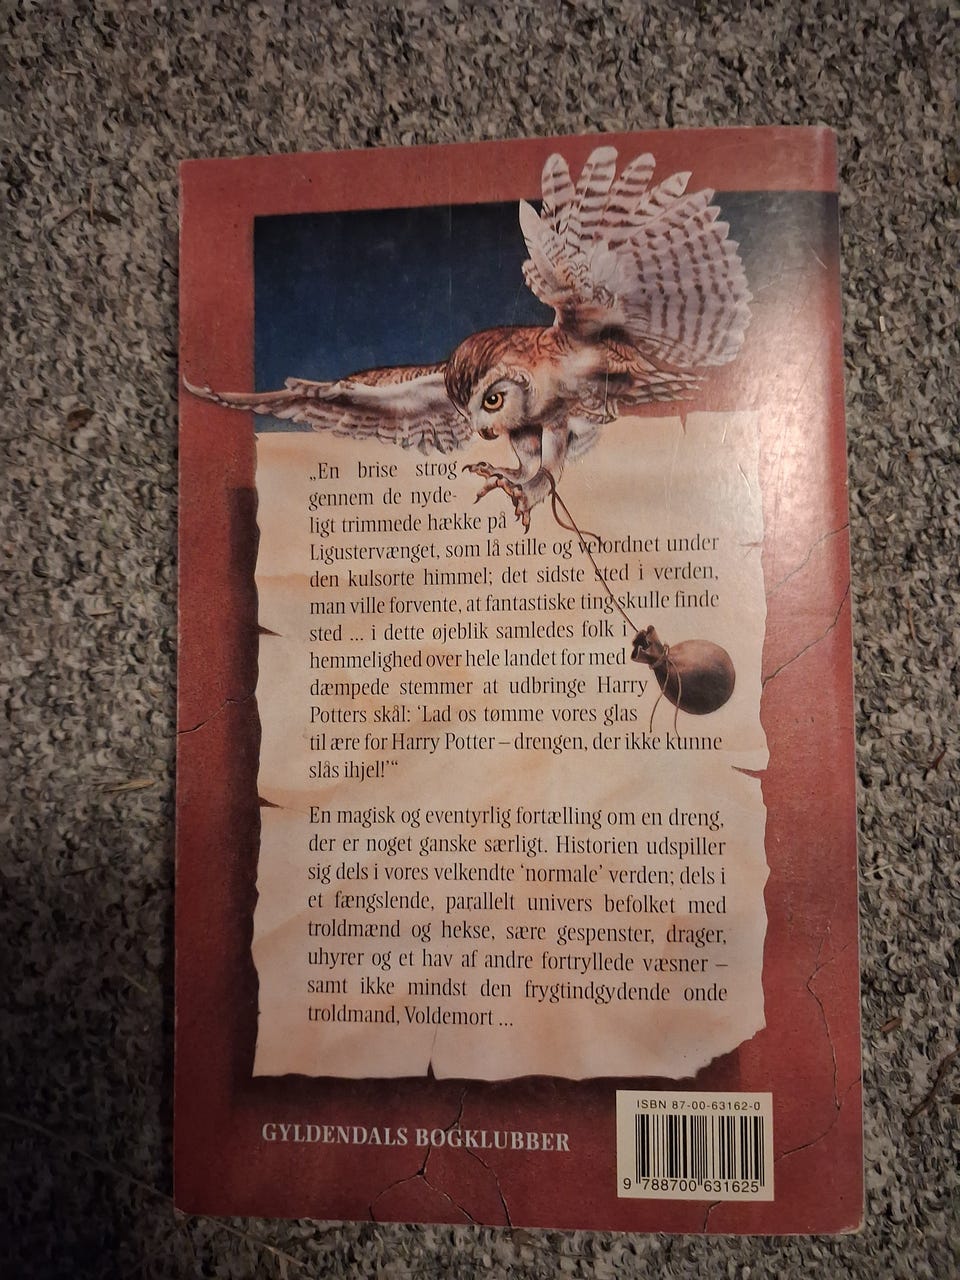 „En brise strøg
gennem de nyde-
ligt trimmede hække på
Ligustervænget, som lå stille og velordnet under
den kulsorte himmel; det sidste sted i verden,
man ville forvente, at fantastiske ting skulle finde
sted ... i dette øjeblik samledes folk i
hemmelighed over hele landet for med
dæmpede stemmer at udbringe Harry
Potters skål: ‘Lad os tømme vores glas
til ære for Harry Potter – drengen, der ikke kunne
slås ihjel!’“
En magisk og eventyrlig fortælling om en dreng,
der er noget ganske særligt. Historien udspiller
sig dels i vores velkendte ‘normale’ verden; dels i
et fængslende, parallelt univers befolket med
troldmænd og hekse, sære gespenster, drager,
uhyrer og et hav af andre fortryllede væsner –
samt ikke mindst den frygtindgydende onde
troldmand, Voldemort ...
ISBN 87-00-63162-0
GYLDENDALS BOGKLUBBER
9 788700 631625